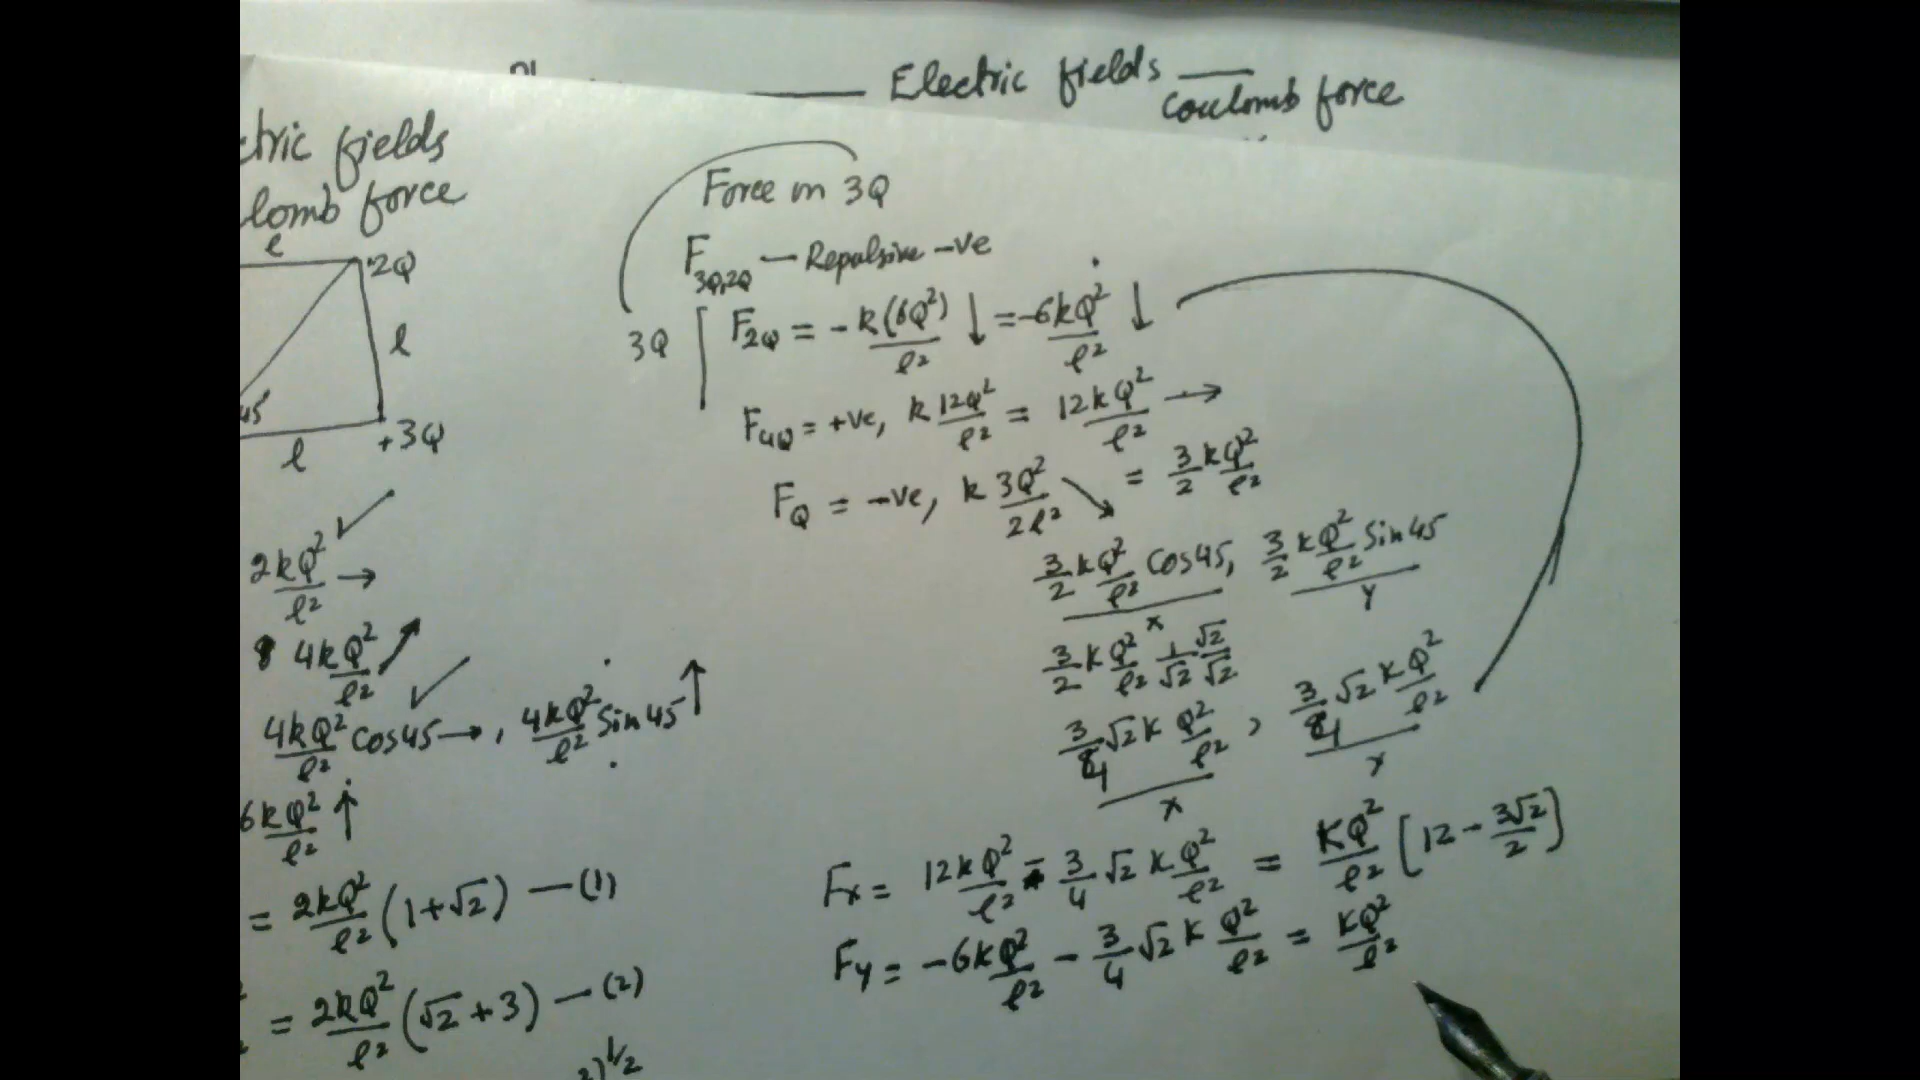 Electric fields —
Coulomb force
ctric fields
lomb force
l
2Q
l
45
l
+3Q
2kQ²/l² →
4kQ²/l²
4kQ²/l² cos45 →, 4kQ²/l² Sin45 ↑
6kQ²/l² ↑
= 2kQ²/l² (1+√2) — (1)
= 2kQ²/l² (√2+3) — (2)
)^1/2
Force on 3Q
F3Q,2Q — Repulsive -ve
3Q F2Q = -k(6Q²)/l² ↓ = -6kQ²/l² ↓
F4Q = +ve, k 12Q²/l² = 12kQ²/l² →
FQ = -ve, k 3Q²/2l² ↘ = 3/2 kQ²/l²
3/2 kQ²/l² Cos45, 3/2 kQ²/l² Sin45
x y
3/2 k Q²/l² 1/√2 √2/√2
3/4 √2 k Q²/l² , 3/4 √2 kQ²/l²
x x
Fx = 12kQ²/l² - 3/4 √2 k Q²/l² = KQ²/l² [12 - 3√2/2]
Fy = -6kQ²/l² - 3/4 √2 k Q²/l² = KQ²/l²